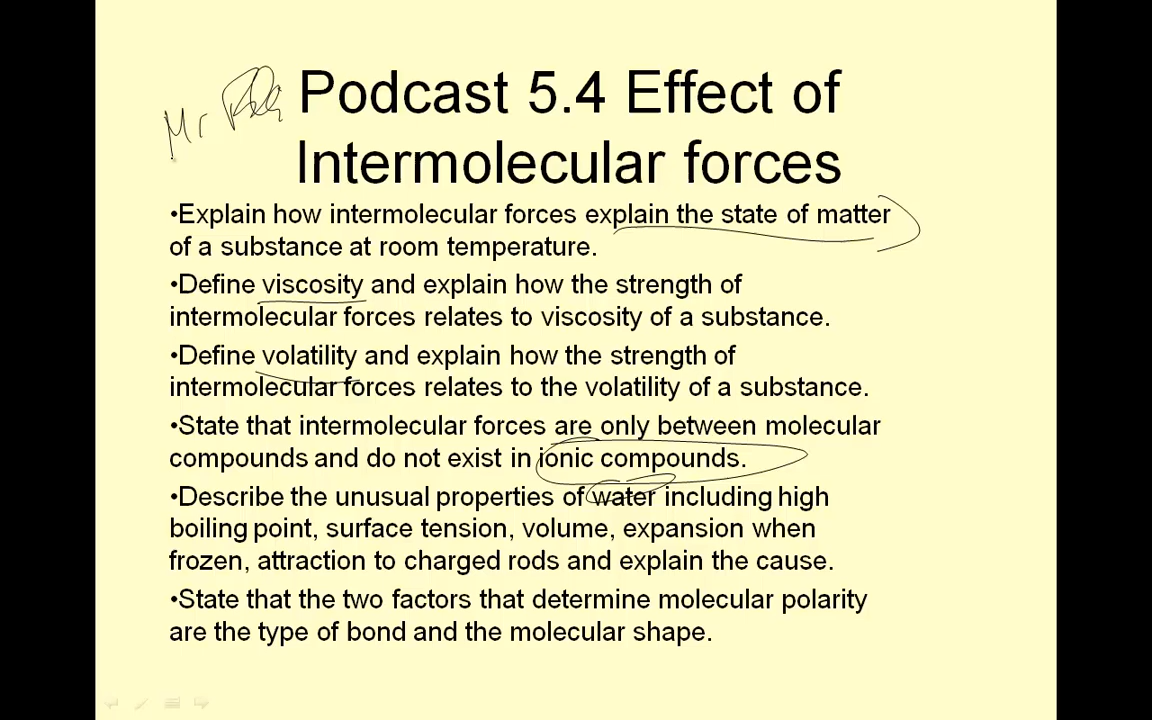 Mr
Podcast 5.4 Effect of
Intermolecular forces
•Explain how intermolecular forces explain the state of matter
of a substance at room temperature.
•Define viscosity and explain how the strength of
intermolecular forces relates to viscosity of a substance.
•Define volatility and explain how the strength of
intermolecular forces relates to the volatility of a substance.
•State that intermolecular forces are only between molecular
compounds and do not exist in ionic compounds.
•Describe the unusual properties of water including high
boiling point, surface tension, volume, expansion when
frozen, attraction to charged rods and explain the cause.
•State that the two factors that determine molecular polarity
are the type of bond and the molecular shape.